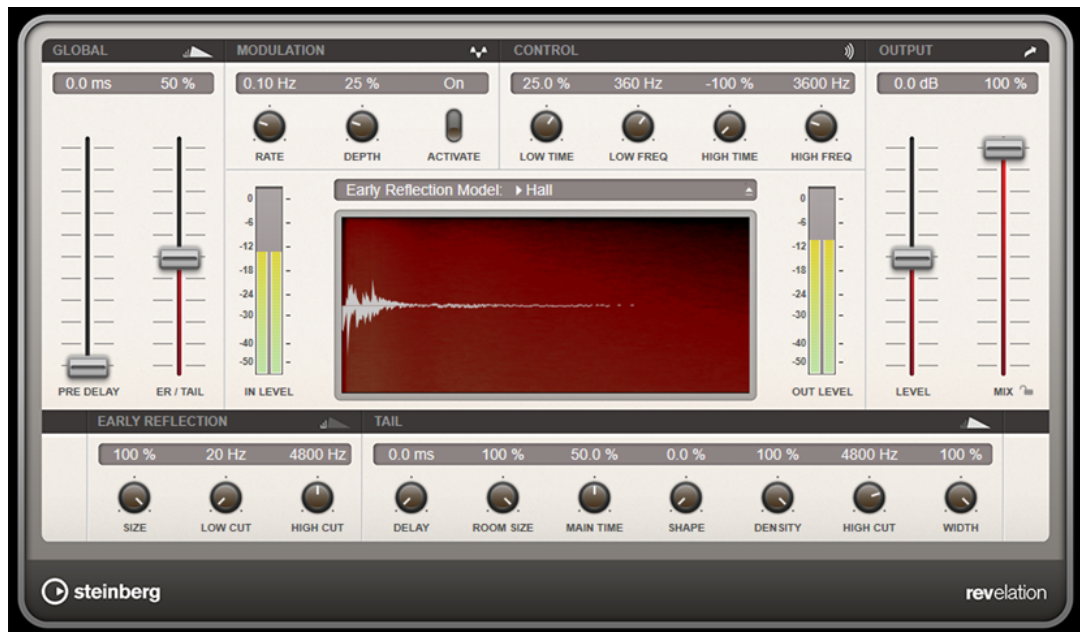 GLOBAL MODULATION CONTROL OUTPUT
0.0 ms 50 % 0.10 Hz 25 % On 25.0 % 360 Hz -100 % 3600 Hz 0.0 dB 100 %
RATE DEPTH ACTIVATE LOW TIME LOW FREQ HIGH TIME HIGH FREQ
Early Reflection Model: Hall
0 0
-6 -6
-12 -12
-18 -18
-24 -24
-30 -30
-40 -40
-50 -50
PRE DELAY ER / TAIL IN LEVEL OUT LEVEL LEVEL MIX
EARLY REFLECTION TAIL
100 % 20 Hz 4800 Hz 0.0 ms 100 % 50.0 % 0.0 % 100 % 4800 Hz 100 %
SIZE LOW CUT HIGH CUT DELAY ROOM SIZE MAIN TIME SHAPE DENSITY HIGH CUT WIDTH
steinberg revelation